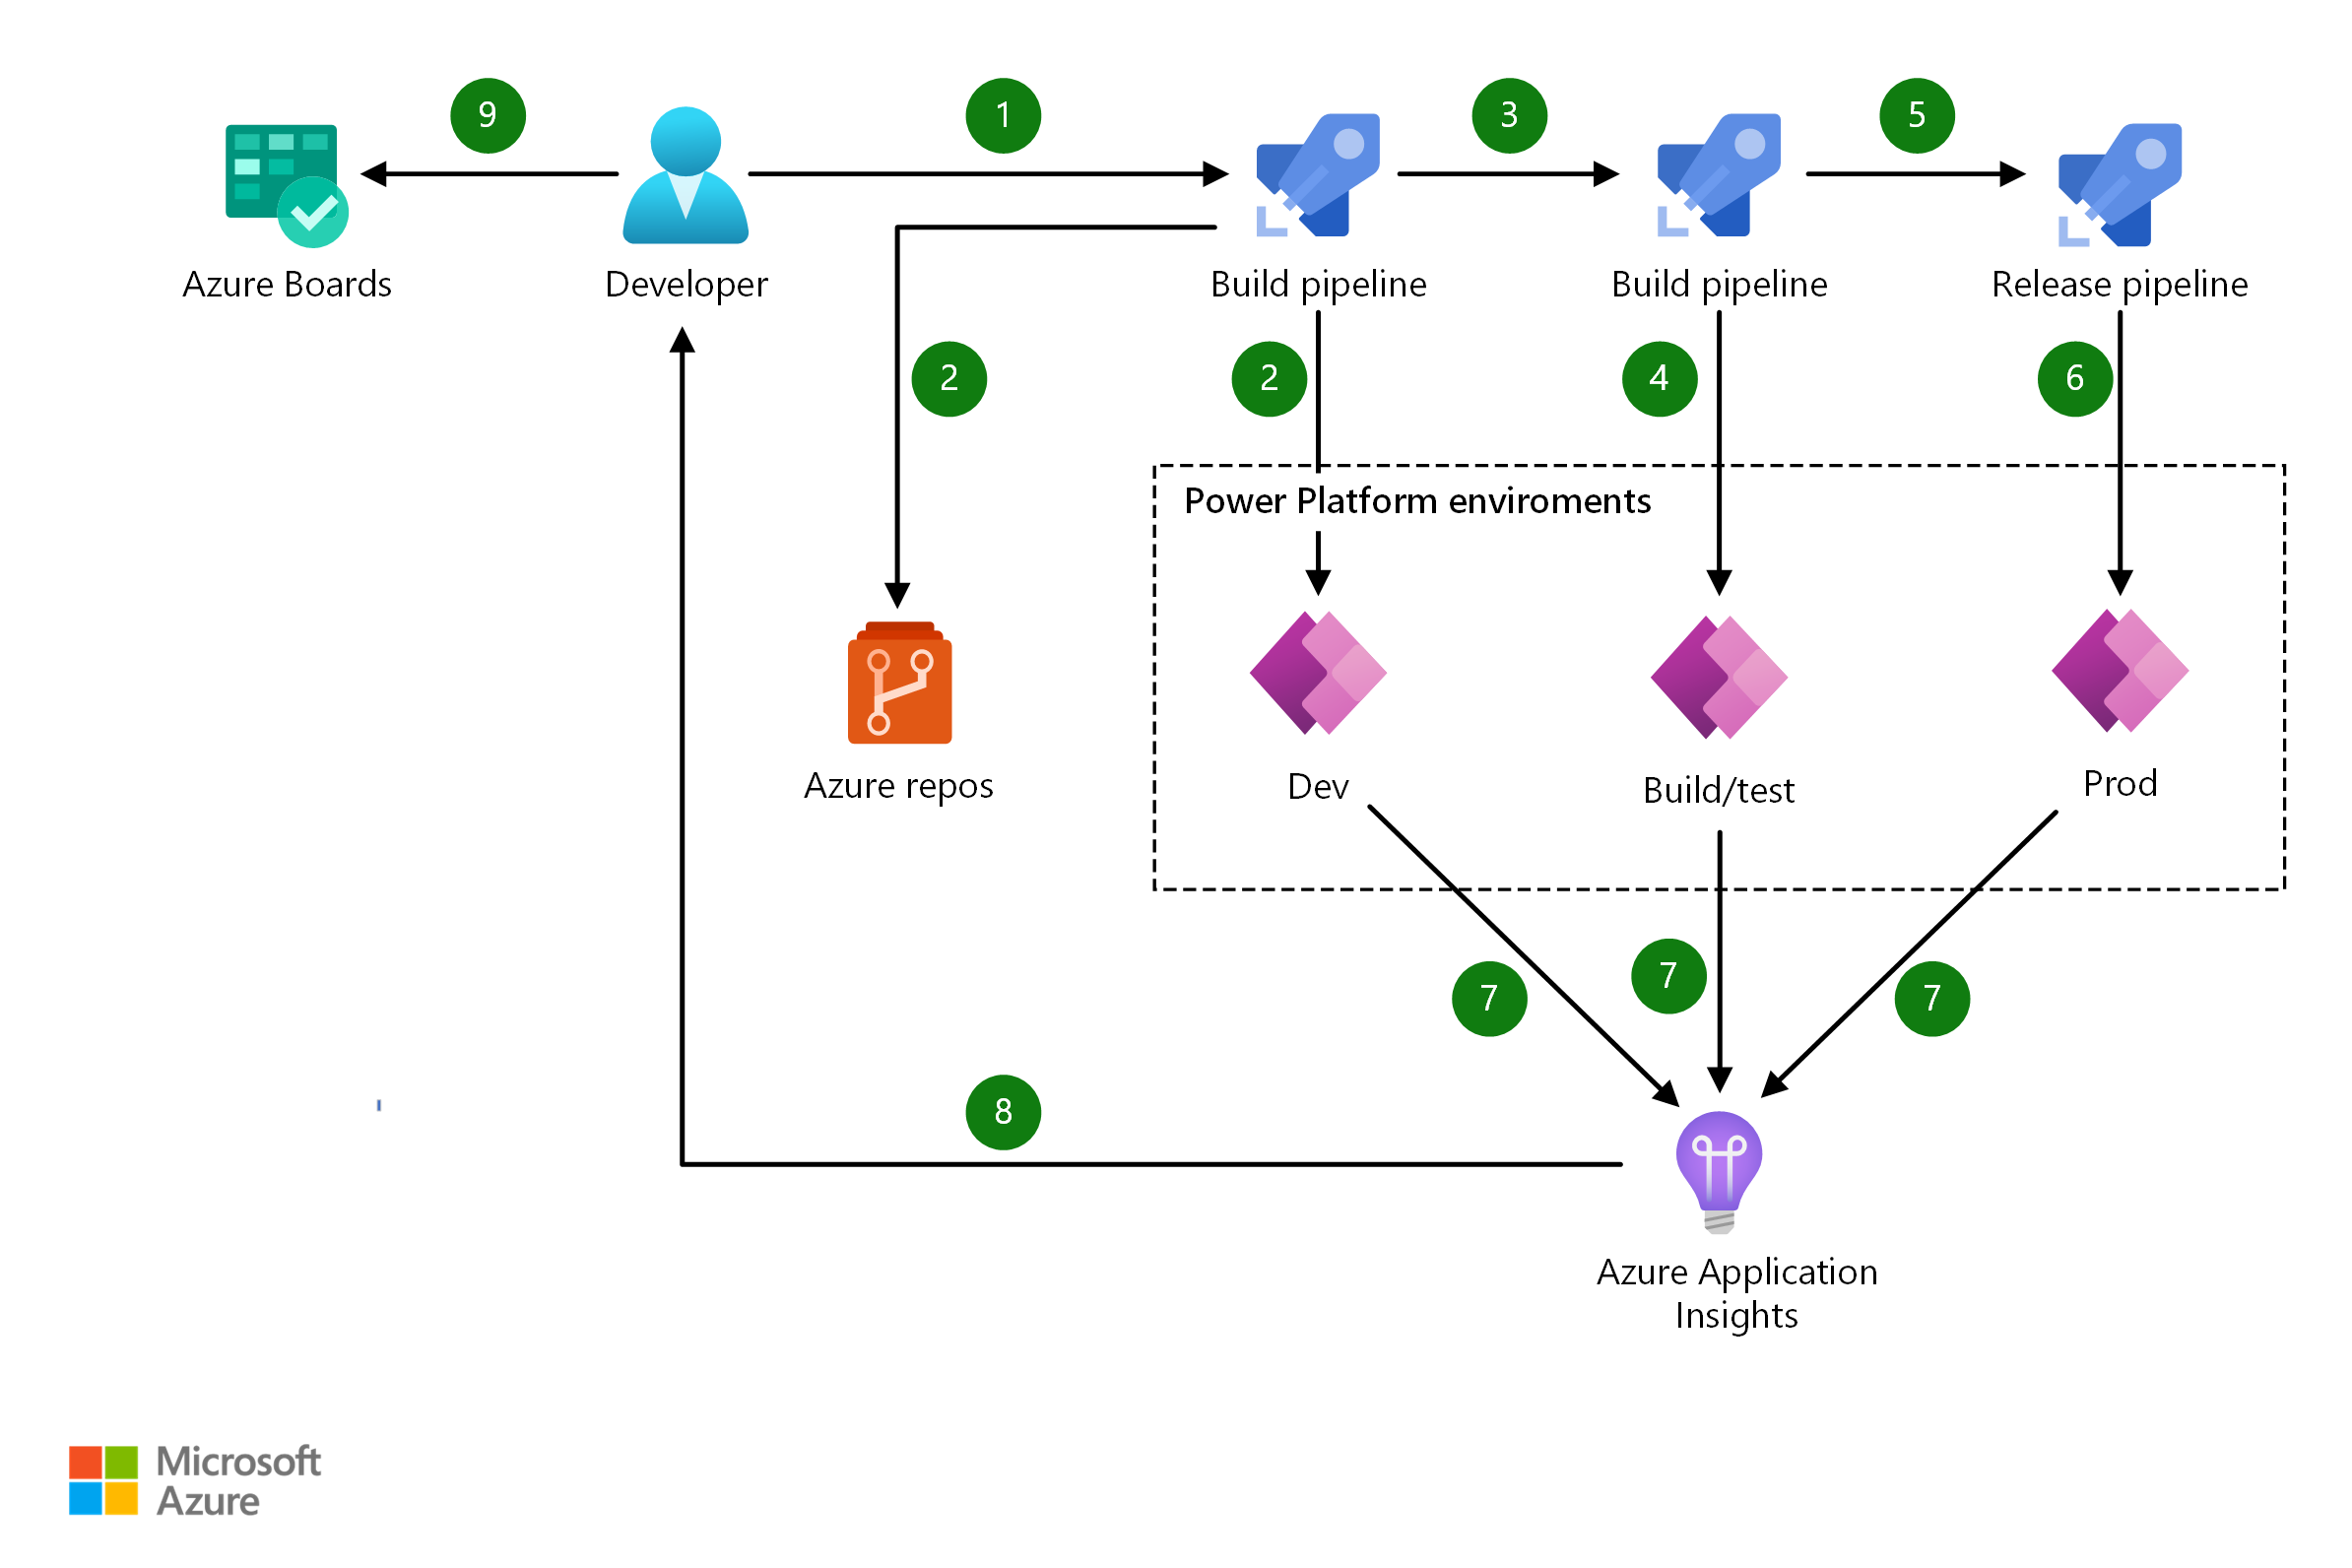 9
1
3
5
Azure Boards
Developer
Build pipeline
Build pipeline
Release pipeline
2
2
4
6
Power Platform enviroments
Azure repos
Dev
Build/test
Prod
7
7
7
8
Azure Application
Insights
Microsoft
Azure